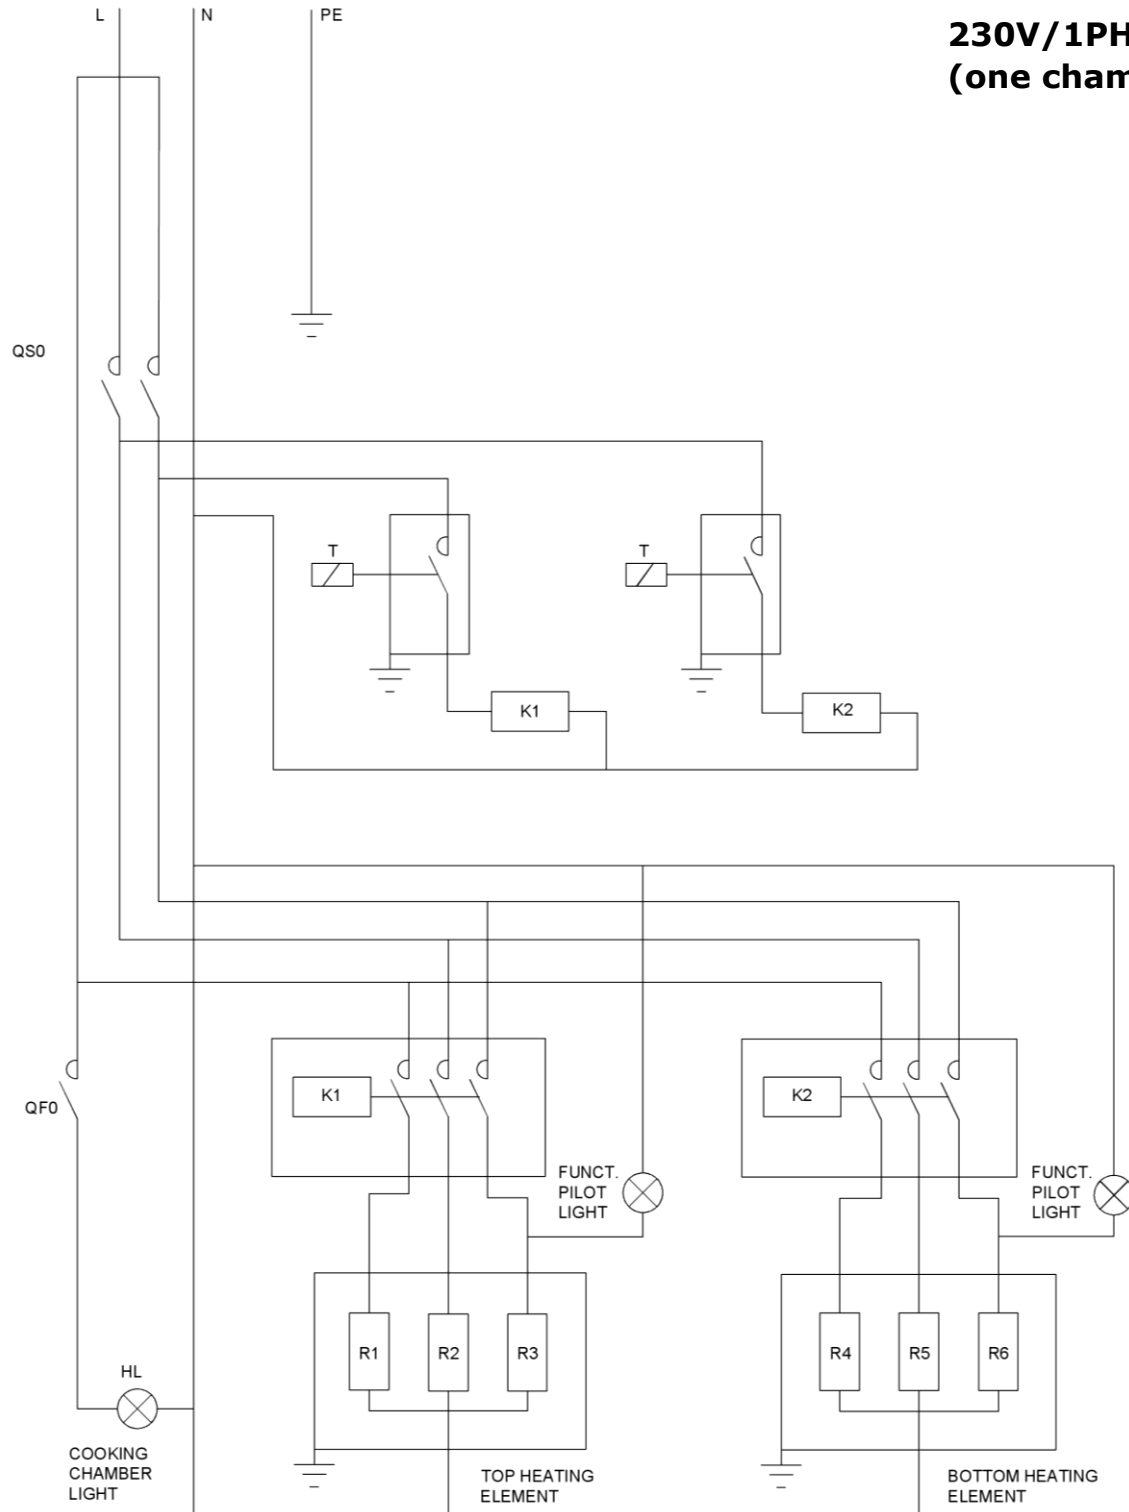 L
N
PE
230V/1PH
(one cham
QS0
T
T
K1
K2
K1
K2
QF0
FUNCT.
PILOT
LIGHT
FUNCT.
PILOT
LIGHT
R1
R2
R3
R4
R5
R6
HL
COOKING
CHAMBER
LIGHT
TOP HEATING
ELEMENT
BOTTOM HEATING
ELEMENT